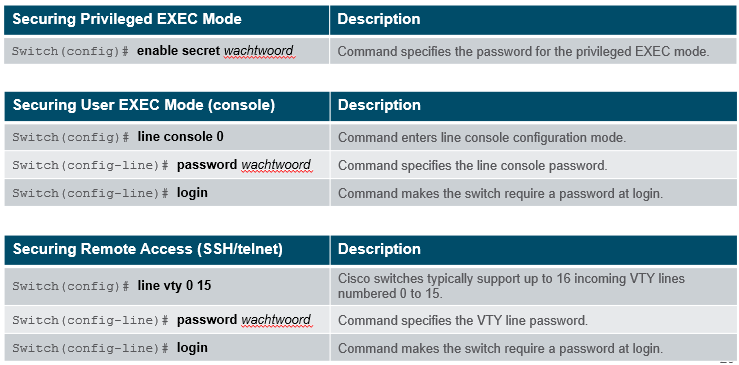 Securing Privileged EXEC Mode Description
Switch(config)# enable secret wachtwoord Command specifies the password for the privileged EXEC mode.
Securing User EXEC Mode (console) Description
Switch(config)# line console 0 Command enters line console configuration mode.
Switch(config-line)# password wachtwoord Command specifies the line console password.
Switch(config-line)# login Command makes the switch require a password at login.
Securing Remote Access (SSH/telnet) Description
Switch(config)# line vty 0 15 Cisco switches typically support up to 16 incoming VTY lines
numbered 0 to 15.
Switch(config-line)# password wachtwoord Command specifies the VTY line password.
Switch(config-line)# login Command makes the switch require a password at login.